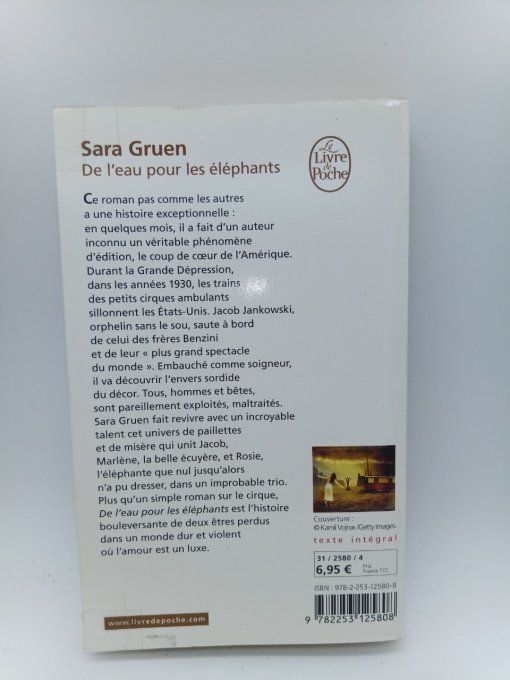 Sara Gruen
De l'eau pour les éléphants
Le
Livre
de
Poche
Ce roman pas comme les autres
a une histoire exceptionnelle :
en quelques mois, il a fait d'un auteur
inconnu un véritable phénomène
d'édition, le coup de cœur de l'Amérique.
Durant la Grande Dépression,
dans les années 1930, les trains
des petits cirques ambulants
sillonnent les États-Unis. Jacob Jankowski,
orphelin sans le sou, saute à bord
de celui des frères Benzini
et de leur « plus grand spectacle
du monde ». Embauché comme soigneur,
il va découvrir l'envers sordide
du décor. Tous, hommes et bêtes,
sont pareillement exploités, maltraités.
Sara Gruen fait revivre avec un incroyable
talent cet univers de paillettes
et de misère qui unit Jacob,
Marlène, la belle écuyère, et Rosie,
l'éléphante que nul jusqu'alors
n'a pu dresser, dans un improbable trio.
Plus qu'un simple roman sur le cirque,
De l'eau pour les éléphants est l'histoire
bouleversante de deux êtres perdus
dans un monde dur et violent
où l'amour est un luxe.
Couverture :
© Kamil Vojnar /Getty Images
texte intégral
31 / 2580 / 4
6,95 € Prix
France TTC
ISBN : 978-2-253-12580-8
9 782253 125808
www.livredepoche.com